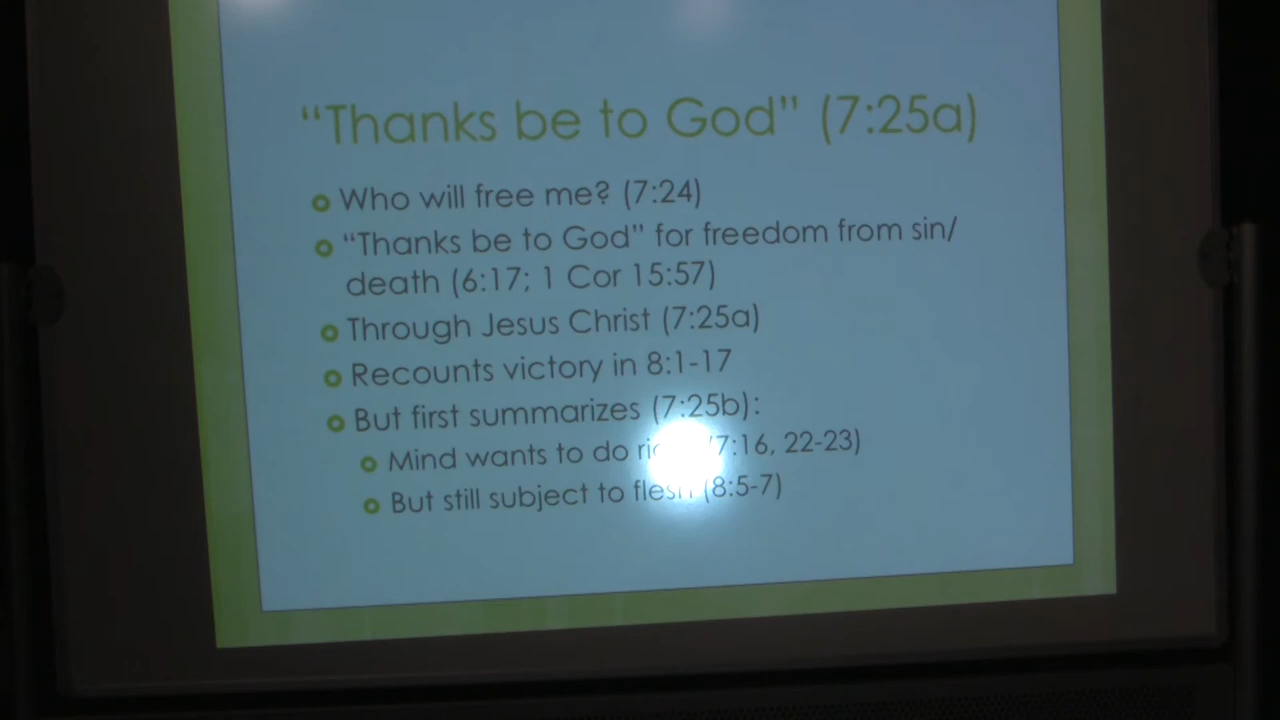 “Thanks be to God” (7:25a)
Who will free me? (7:24)
“Thanks be to God” for freedom from sin/
death (6:17; 1 Cor 15:57)
Through Jesus Christ (7:25a)
Recounts victory in 8:1-17
But first summarizes (7:25b):
Mind wants to do 7:16, 22-23)
But still subject to flesh (8:5-7)